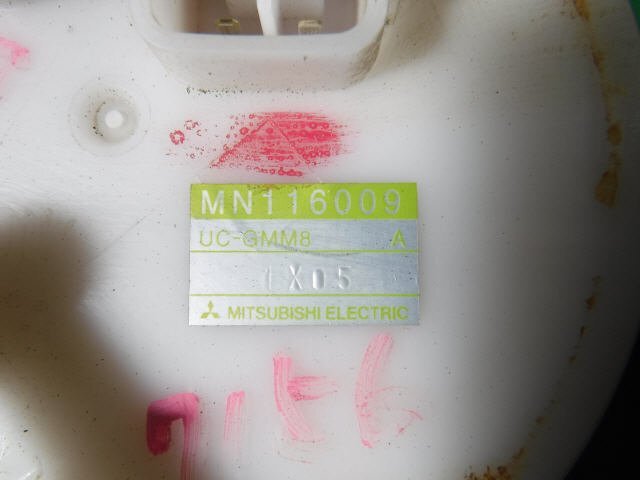 MN116009
UC-GMM8 A
1X05
MITSUBISHI ELECTRIC